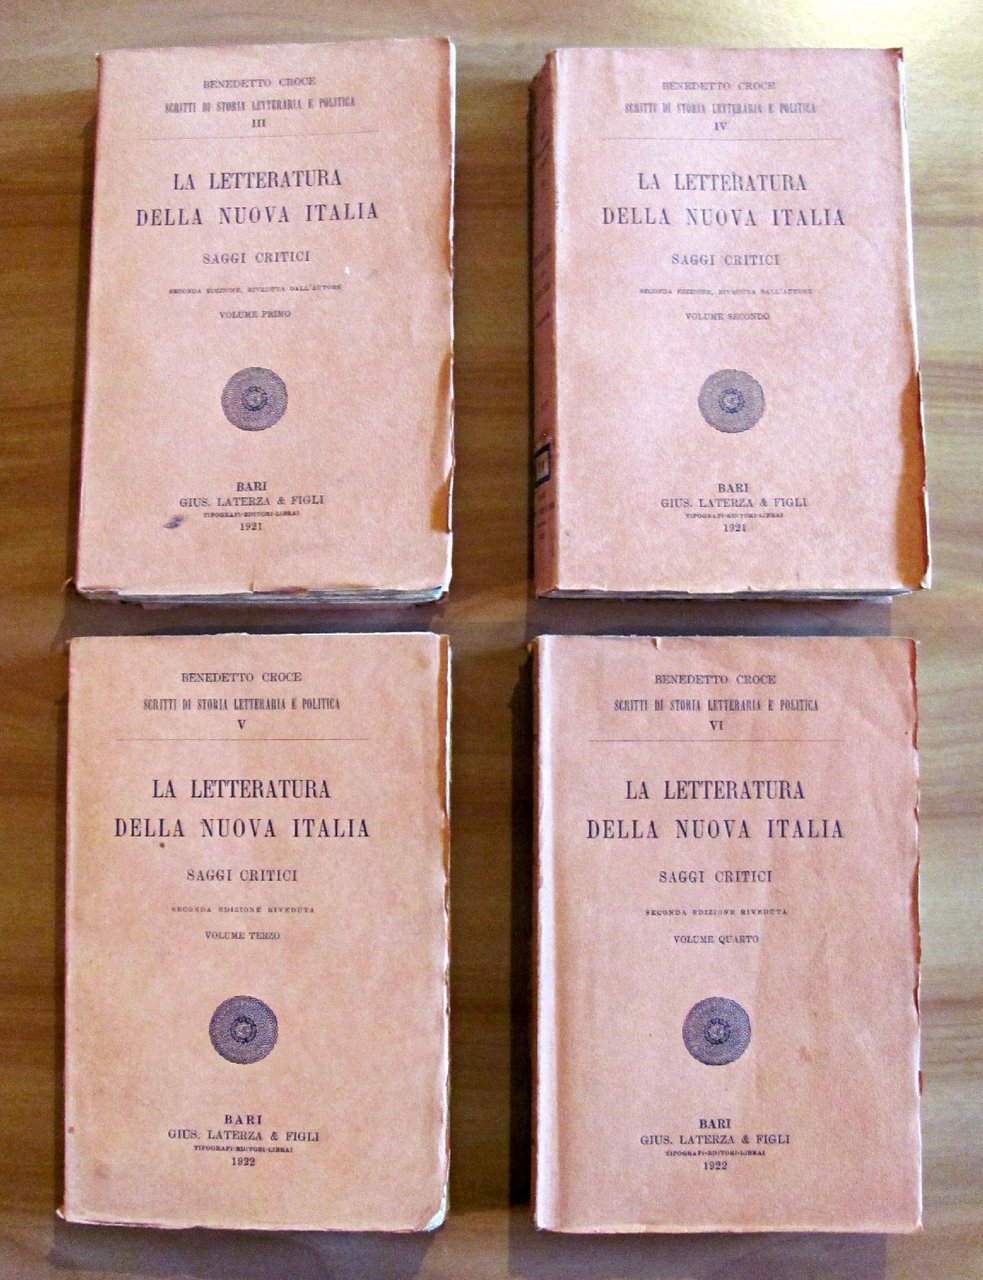 BENEDETTO CROCE
SCRITTI DI STORIA LETTERARIA E POLITICA
III
LA LETTERATURA
DELLA NUOVA ITALIA
SAGGI CRITICI
SECONDA EDIZIONE, RIVEDUTA DALL'AUTORE
VOLUME PRIMO
BARI
GIUS. LATERZA & FIGLI
TIPOGRAFI-EDITORI-LIBRAI
1921
BENEDETTO CROCE
SCRITTI DI STORIA LETTERARIA E POLITICA
IV
LA LETTERATURA
DELLA NUOVA ITALIA
SAGGI CRITICI
SECONDA EDIZIONE, RIVEDUTA DALL'AUTORE
VOLUME SECONDO
BARI
GIUS. LATERZA & FIGLI
TIPOGRAFI-EDITORI-LIBRAI
1921
BENEDETTO CROCE
SCRITTI DI STORIA LETTERARIA E POLITICA
V
LA LETTERATURA
DELLA NUOVA ITALIA
SAGGI CRITICI
SECONDA EDIZIONE RIVEDUTA
VOLUME TERZO
BARI
GIUS. LATERZA & FIGLI
TIPOGRAFI-EDITORI-LIBRAI
1922
BENEDETTO CROCE
SCRITTI DI STORIA LETTERARIA E POLITICA
VI
LA LETTERATURA
DELLA NUOVA ITALIA
SAGGI CRITICI
SECONDA EDIZIONE RIVEDUTA
VOLUME QUARTO
BARI
GIUS. LATERZA & FIGLI
TIPOGRAFI-EDITORI-LIBRAI
1922